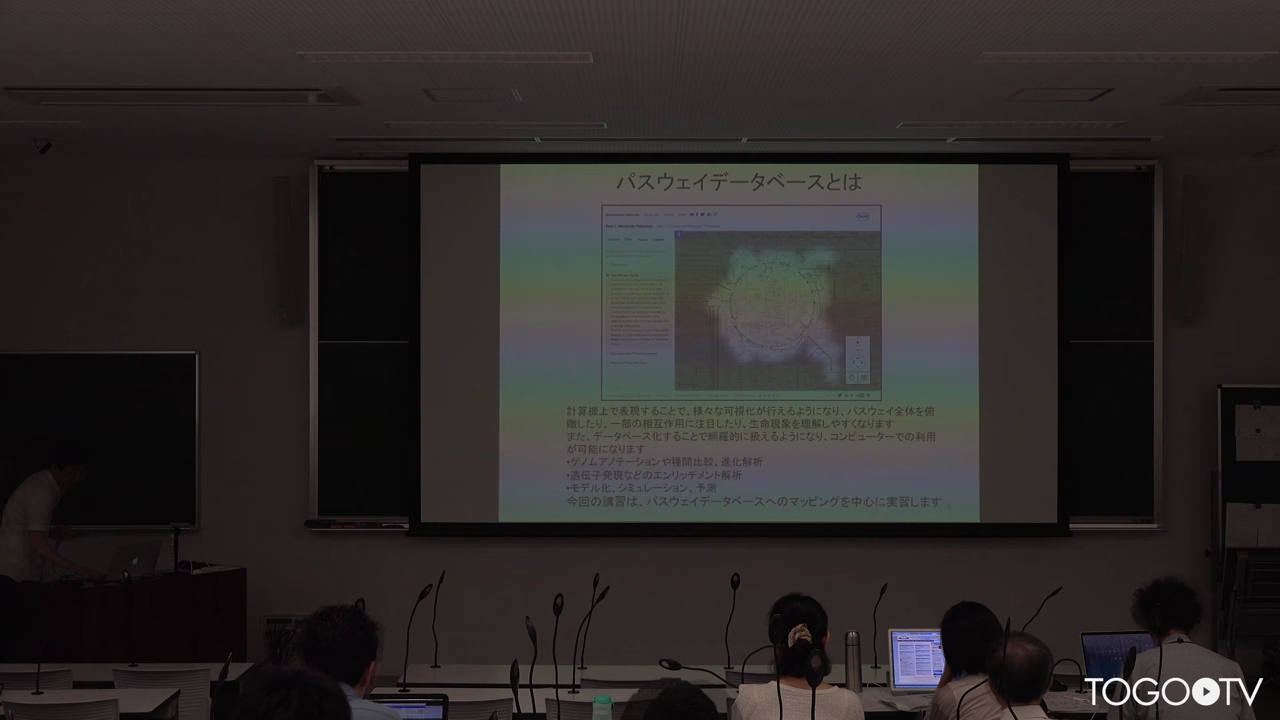 パスウェイデータベースとは
計算機上で表現することで、様々な可視化が行えるようになり、パスウェイ全体を俯
瞰したり、一部の相互作用に注目したり、生命現象を理解しやすくなります
また、データベース化することで網羅的に扱えるようになり、コンピューターでの利用
が可能になります
•ゲノムアノテーションや種間比較、進化解析
•遺伝子発現などのエンリッチメント解析
•モデル化、シミュレーション、予測
今回の講習は、パスウェイデータベースへのマッピングを中心に実習します
TOGO TV